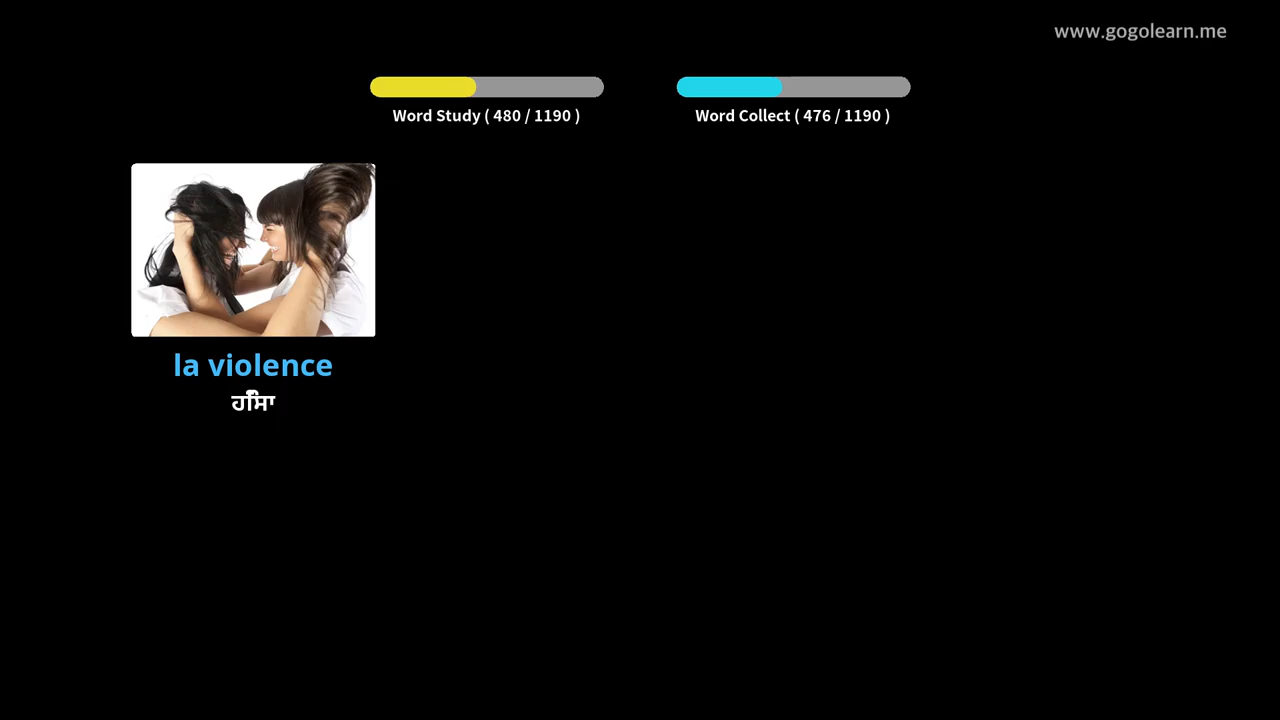 www.gogolearn.me
Word Study ( 480 / 1190 )
Word Collect ( 476 / 1190 )
la violence
ਹਿੰਸਾ